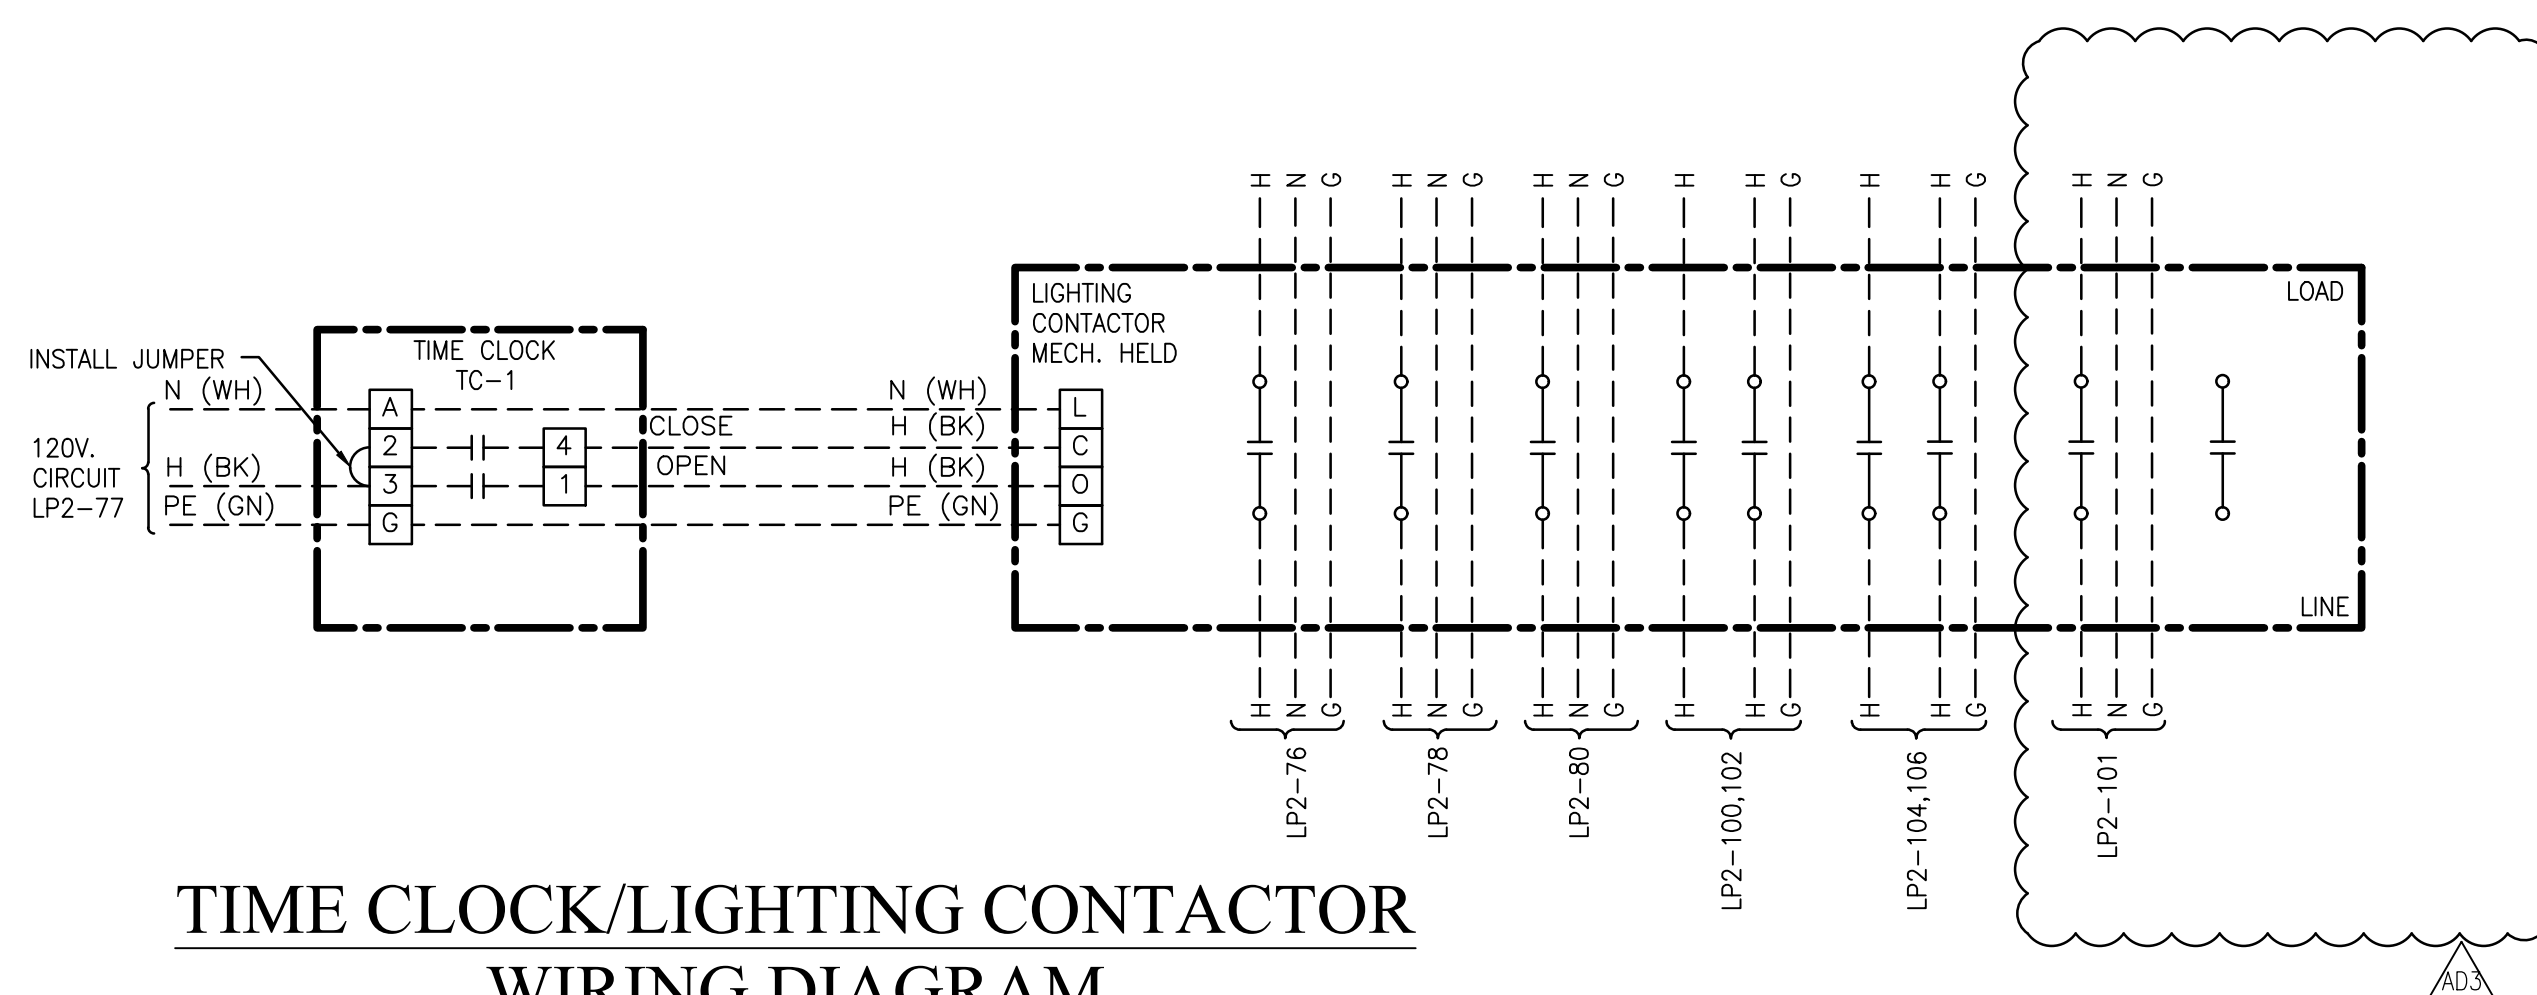 H N G H N G H N G H H G H H G H N G
LIGHTING
CONTACTOR
MECH. HELD
LOAD
INSTALL JUMPER
TIME CLOCK
TC-1
N (WH)
A
N (WH)
L
CLOSE
H (BK)
120V.
CIRCUIT
LP2-77
2
4
C
H (BK)
OPEN
H (BK)
3
1
O
PE (GN)
PE (GN)
G
G
LINE
H N G H N G H N G H H G H H G H N G
LP2-76
LP2-78
LP2-80
LP2-100,102
LP2-104,106
LP2-101
TIME CLOCK/LIGHTING CONTACTOR
WIRING DIAGRAM
AD3